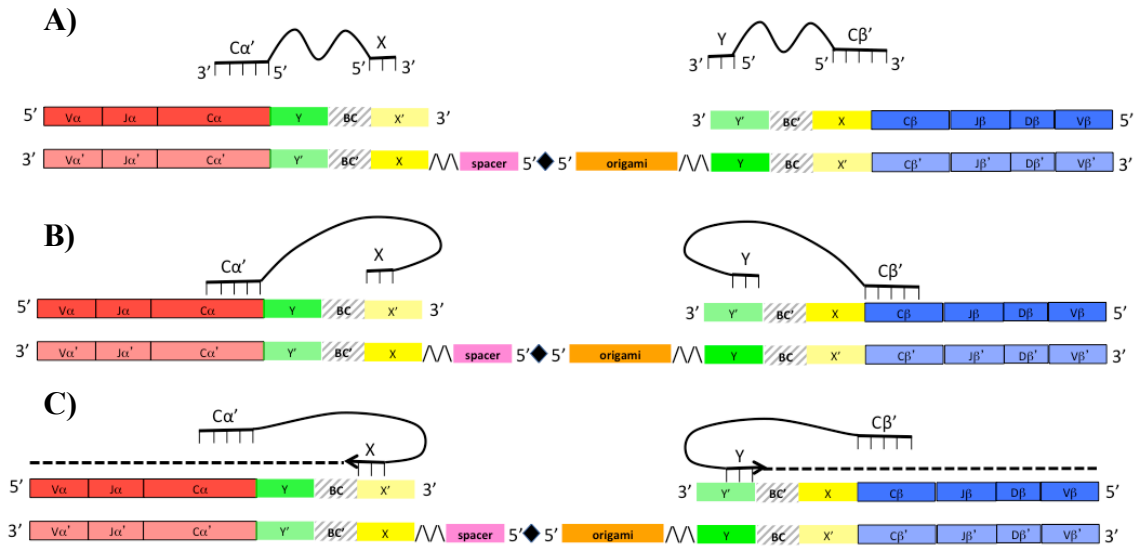 A)
Cα’ X Y Cβ’
3’ 5’ 5’ 3’ 3’ 5’ 5’ 3’
5’ Vα Jα Cα Y BC X’ 3’ 3’ Y’ BC’ X Cβ Jβ Dβ Vβ 5’
3’ Vα’ Jα’ Cα’ Y’ BC’ X spacer 5’ 5’ origami Y BC X’ Cβ’ Jβ’ Dβ’ Vβ’ 3’
B)
Cα’ X Y Cβ’
5’ Vα Jα Cα Y BC X’ 3’ 3’ Y’ BC’ X Cβ Jβ Dβ Vβ 5’
3’ Vα’ Jα’ Cα’ Y’ BC’ X spacer 5’ 5’ origami Y BC X’ Cβ’ Jβ’ Dβ’ Vβ’ 3’
C)
Cα’ Cβ’
X Y
5’ Vα Jα Cα Y BC X’ 3’ 3’ Y’ BC’ X Cβ Jβ Dβ Vβ 5’
3’ Vα’ Jα’ Cα’ Y’ BC’ X spacer 5’ 5’ origami Y BC X’ Cβ’ Jβ’ Dβ’ Vβ’ 3’